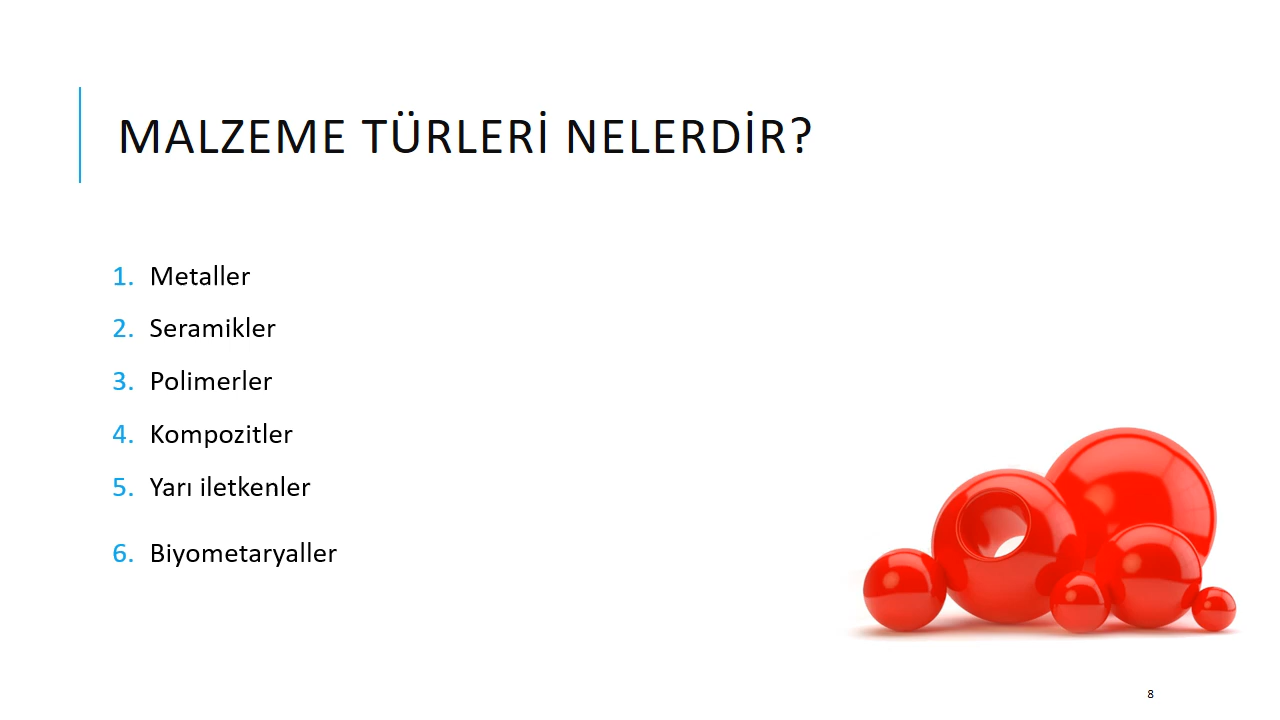 MALZEME TÜRLERİ NELERDİR?
1. Metaller
2. Seramikler
3. Polimerler
4. Kompozitler
5. Yarı iletkenler
6. Biyometaryaller
8